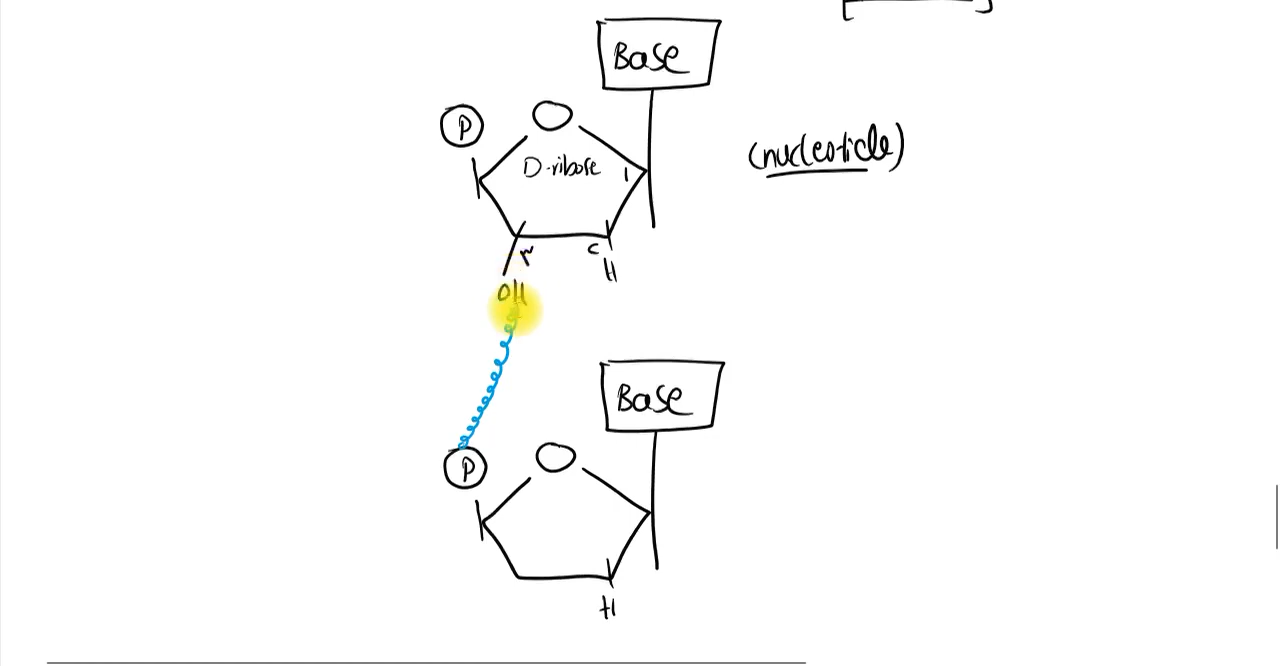 Base
P
O
D-ribose
1
(nucleotide)
H
OH
Base
P
O
H